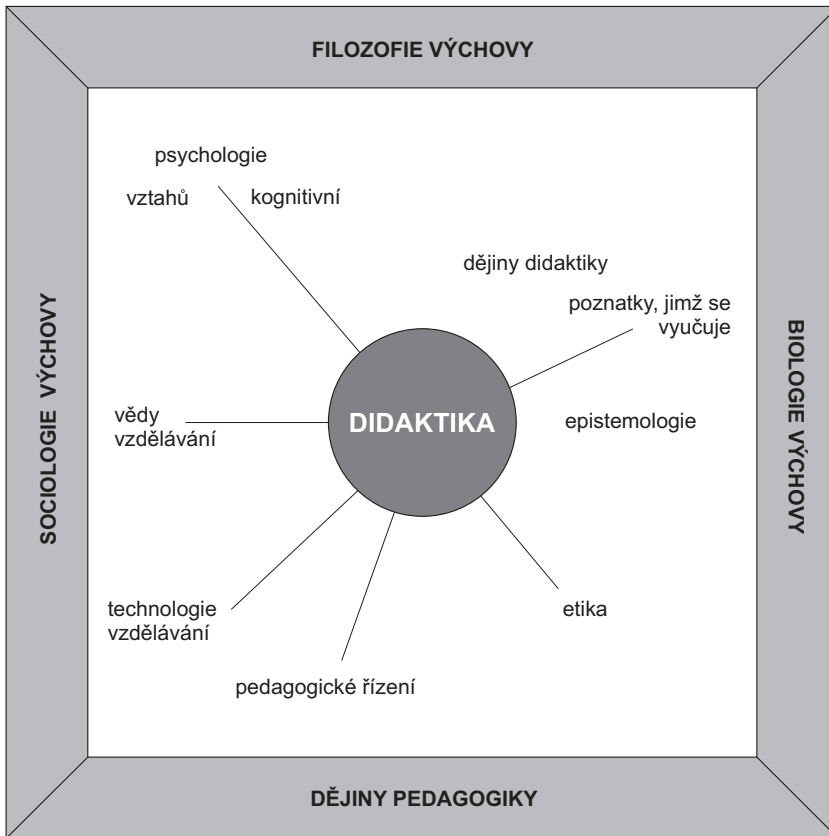 FILOZOFIE VÝCHOVY
psychologie
vztahů kognitivní
dějiny didaktiky
poznatky, jimž se
vyučuje
SOCIOLOGIE VÝCHOVY
BIOLOGIE VÝCHOVY
vědy
vzdělávání
DIDAKTIKA
epistemologie
technologie
vzdělávání
etika
pedagogické řízení
DĚJINY PEDAGOGIKY